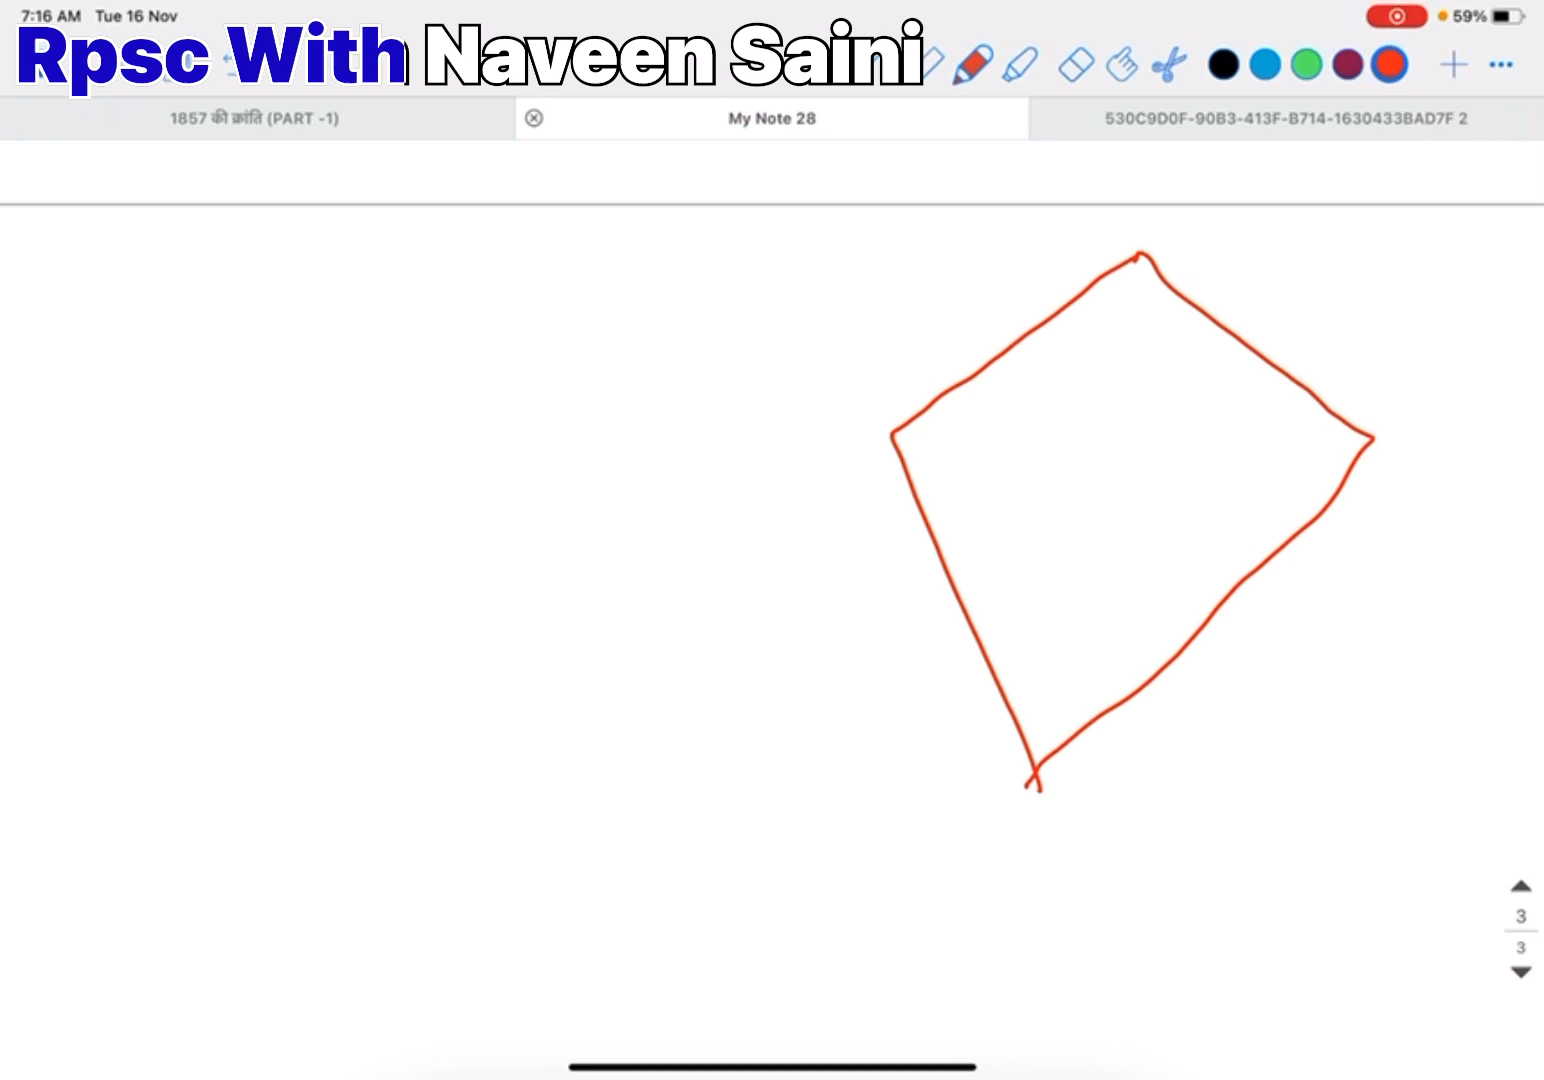 7:16 AM Tue 16 Nov
59%
Rpsc With Naveen Saini
1857 की क्रांति (PART -1)
My Note 28
530C9D0F-90B3-413F-B714-1630433BAD7F 2
3
3